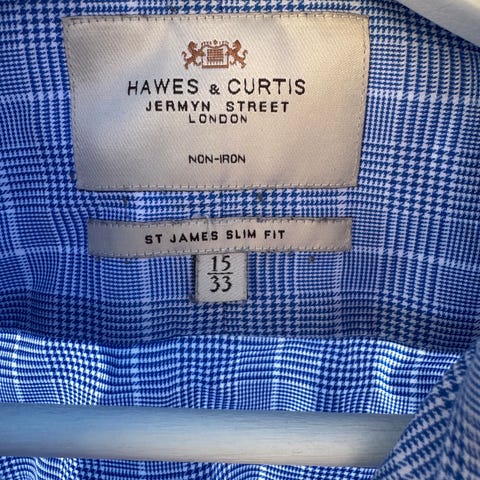 HAWES & CURTIS
JERMYN STREET
LONDON
NON-IRON
ST JAMES SLIM FIT
15
33